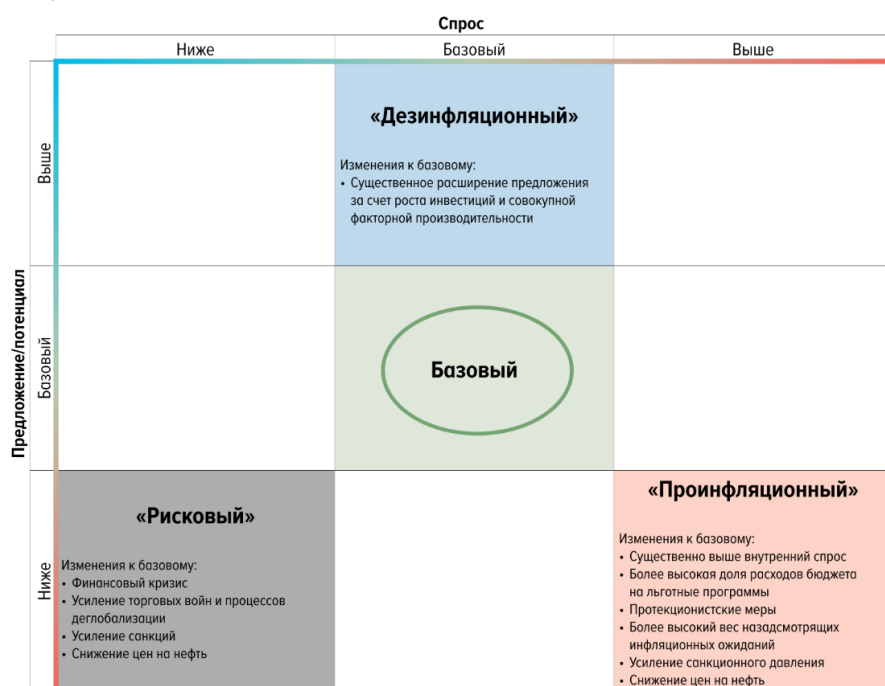 Спрос
Ниже
Базовый
Выше
Предложение/потенциал
Выше
«Дезинфляционный»
Изменения к базовому:
• Существенное расширение предложения
за счет роста инвестиций и совокупной
факторной производительности
Базовый
Базовый
Ниже
«Рисковый»
Изменения к базовому:
• Финансовый кризис
• Усиление торговых войн и процессов
деглобализации
• Усиление санкций
• Снижение цен на нефть
«Проинфляционный»
Изменения к базовому:
• Существенно выше внутренний спрос
• Более высокая доля расходов бюджета
на льготные программы
• Протекционистские меры
• Более высокий вес назадсмотрящих
инфляционных ожиданий
• Усиление санкционного давления
• Снижение цен на нефть